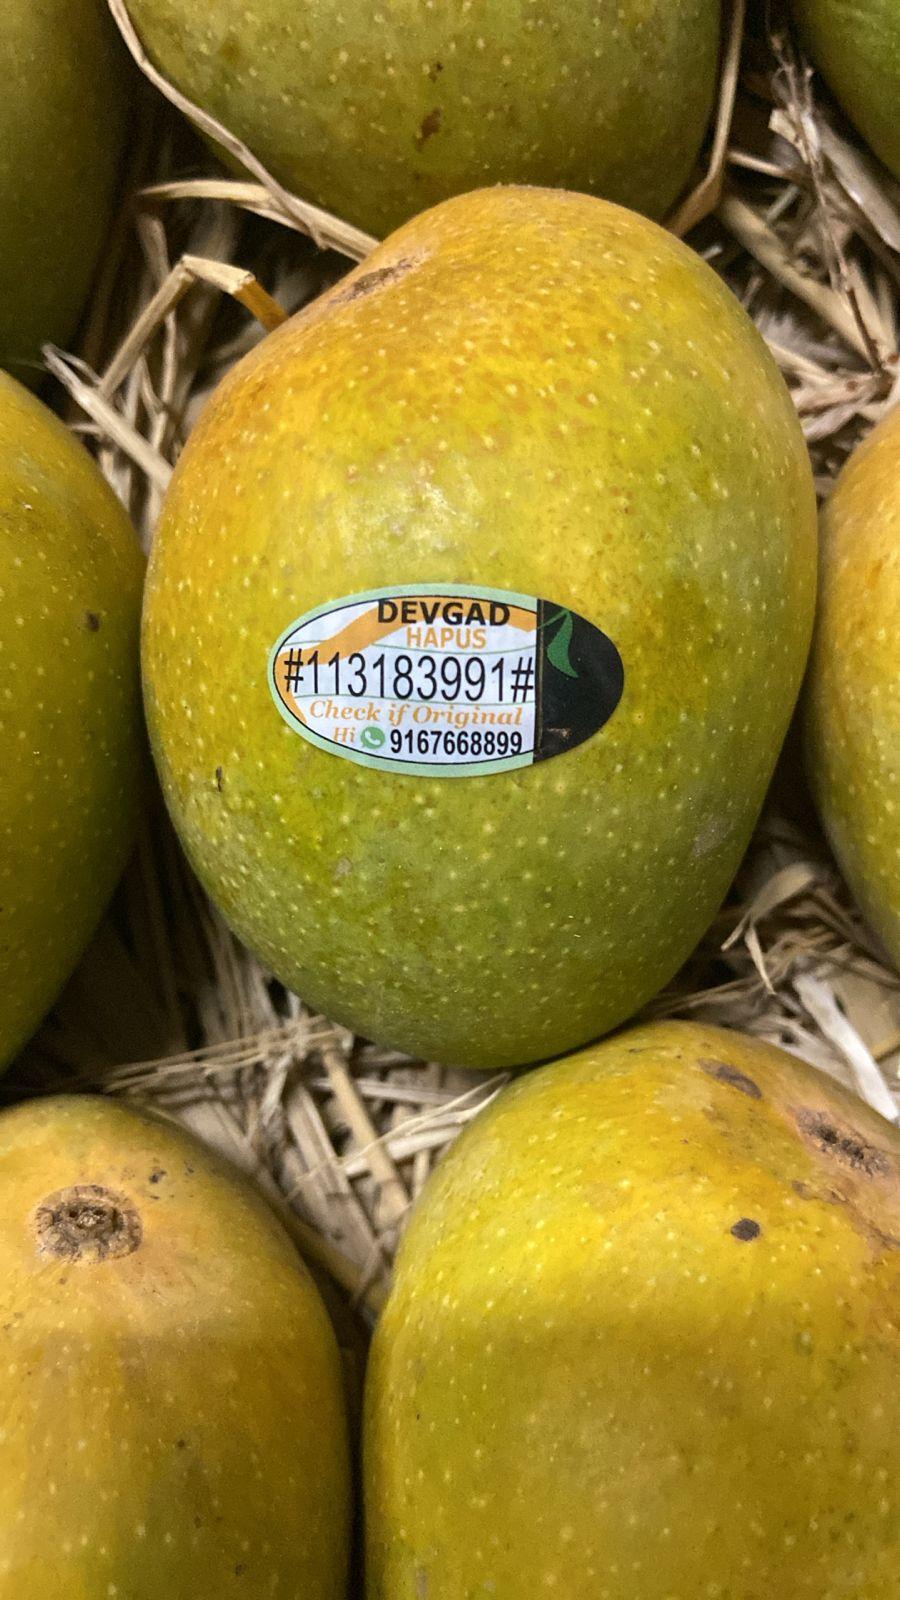 DEVGAD
HAPUS
#113183991#
Check if Original
Hi 9167668899